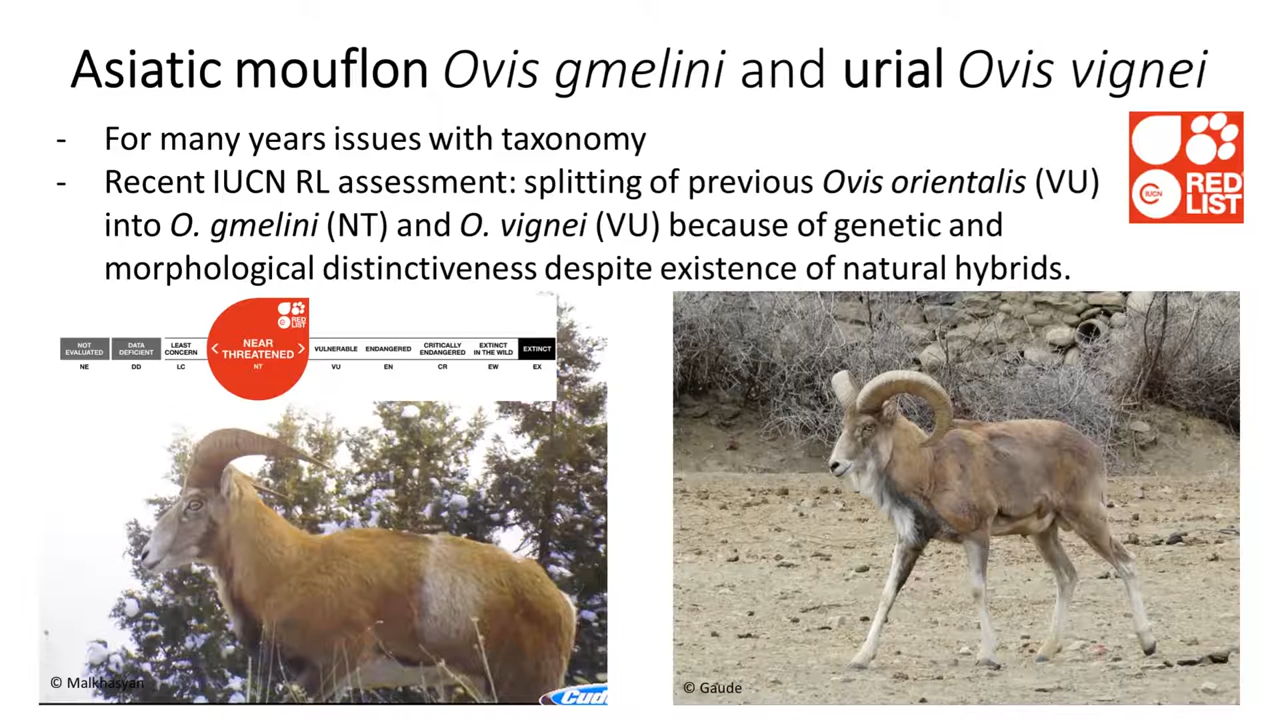 Asiatic mouflon Ovis gmelini and urial Ovis vignei
- For many years issues with taxonomy
- Recent IUCN RL assessment: splitting of previous Ovis orientalis (VU)
into O. gmelini (NT) and O. vignei (VU) because of genetic and
morphological distinctiveness despite existence of natural hybrids.
IUCN
RED
LIST
RED
LIST
NOT
EVALUATED
DATA
DEFICIENT
LEAST
CONCERN
< NEAR
THREATENED >
VULNERABLE
ENDANGERED
CRITICALLY
ENDANGERED
EXTINCT
IN THE WILD
EXTINCT
NE
DD
LC
NT
VU
EN
CR
EW
EX
© Malkhasyan
© Gaude